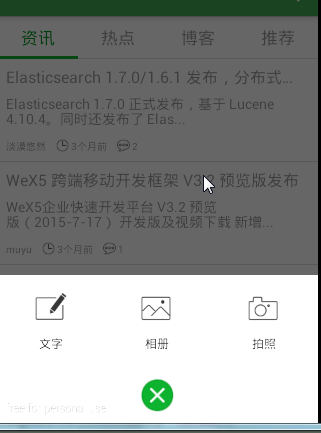 资讯 热点 博客 推荐
Elasticsearch 1.7.0/1.6.1 发布，分布式...
Elasticsearch 1.7.0 正式发布，基于 Lucene
4.10.4。同时还发布了 Elas...
淡漠悠然 3个月前 2
WeX5 跨端移动开发框架 V3.2 预览版发布
WeX5企业快速开发平台 V3.2 预览
版（2015-7-17） 开发版及视频下载 新增...
muyu 3个月前 1
文字 相册 拍照
free for personal use